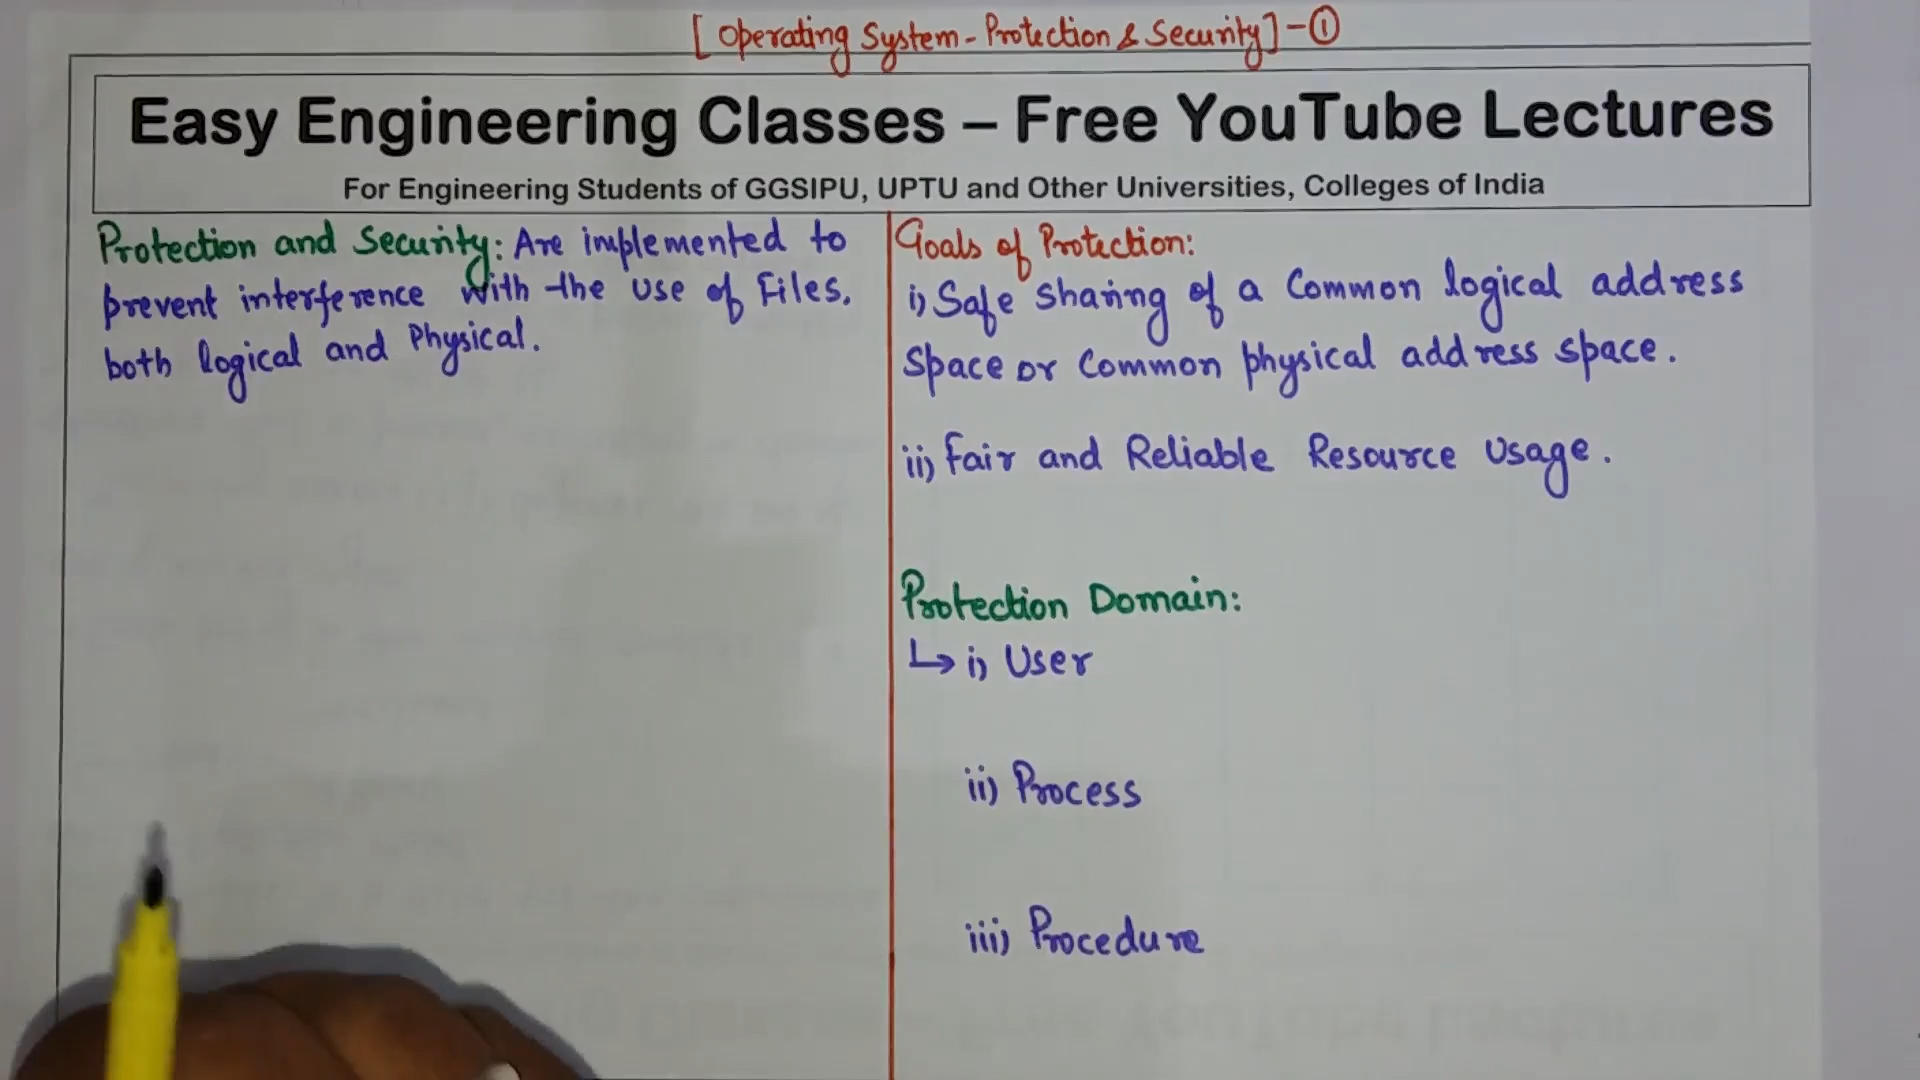 [Operating System - Protection & Security] - ①
Easy Engineering Classes – Free YouTube Lectures
For Engineering Students of GGSIPU, UPTU and Other Universities, Colleges of India
Protection and Security: Are implemented to
prevent interference with the use of Files.
both logical and Physical.
Goals of Protection:
i) Safe sharing of a Common logical address
space or Common physical address space.
ii) Fair and Reliable Resource Usage.
Protection Domain:
↳ i) User
ii) Process
iii) Procedure